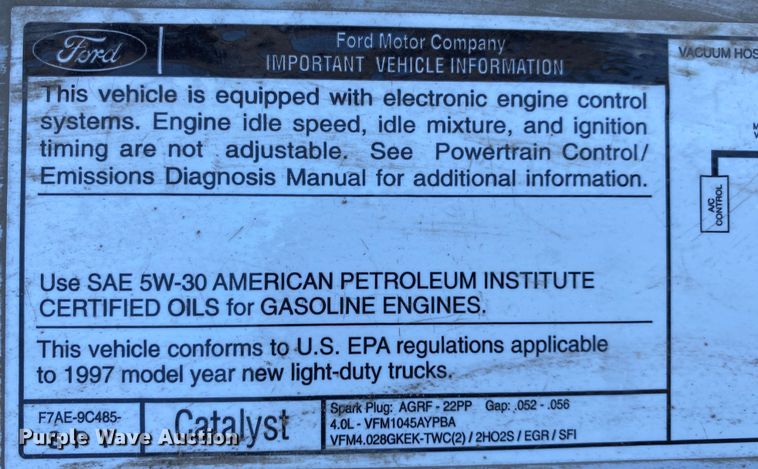 Ford
Ford Motor Company
IMPORTANT VEHICLE INFORMATION
This vehicle is equipped with electronic engine control
systems. Engine idle speed, idle mixture, and ignition
timing are not adjustable. See Powertrain Control/
Emissions Diagnosis Manual for additional information.
Use SAE 5W-30 AMERICAN PETROLEUM INSTITUTE
CERTIFIED OILS for GASOLINE ENGINES.
This vehicle conforms to U.S. EPA regulations applicable
to 1997 model year new light-duty trucks.
F7AE-9C485-
Catalyst
Spark Plug: AGRF - 22PP Gap: .052 - .056
4.0L - VFM1045AYPBA
VFM4.028GKEK-TWC(2) / 2HO2S / EGR / SFI
VACUUM HOS
A/C
CONTROL
Purple Wave Auction